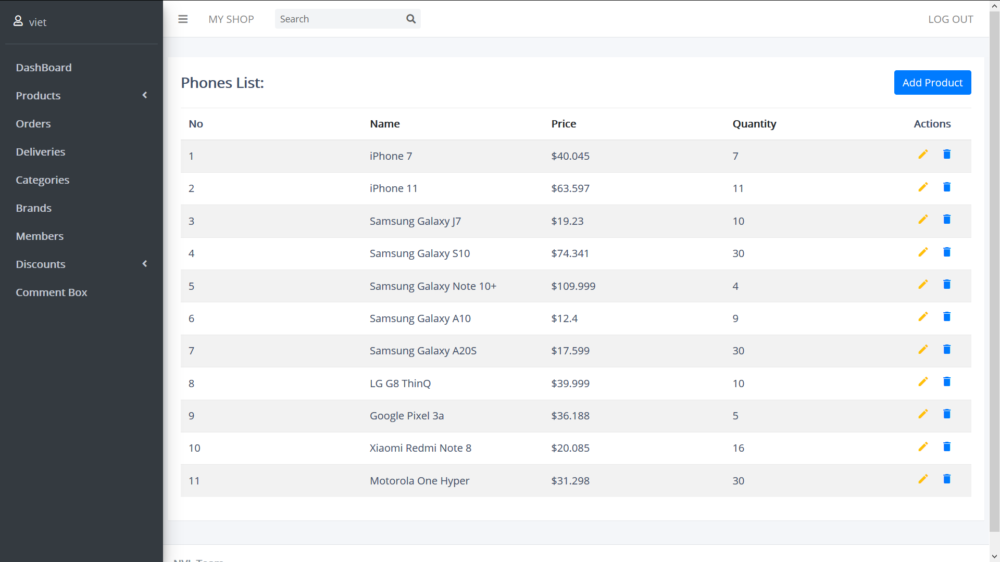 viet
DashBoard
Products
Orders
Deliveries
Categories
Brands
Members
Discounts
Comment Box
MY SHOP
Search
LOG OUT
Phones List:
Add Product
No Name Price Quantity Actions
1 iPhone 7 $40.045 7
2 iPhone 11 $63.597 11
3 Samsung Galaxy J7 $19.23 10
4 Samsung Galaxy S10 $74.341 30
5 Samsung Galaxy Note 10+ $109.999 4
6 Samsung Galaxy A10 $12.4 9
7 Samsung Galaxy A20S $17.599 30
8 LG G8 ThinQ $39.999 10
9 Google Pixel 3a $36.188 5
10 Xiaomi Redmi Note 8 $20.085 16
11 Motorola One Hyper $31.298 30